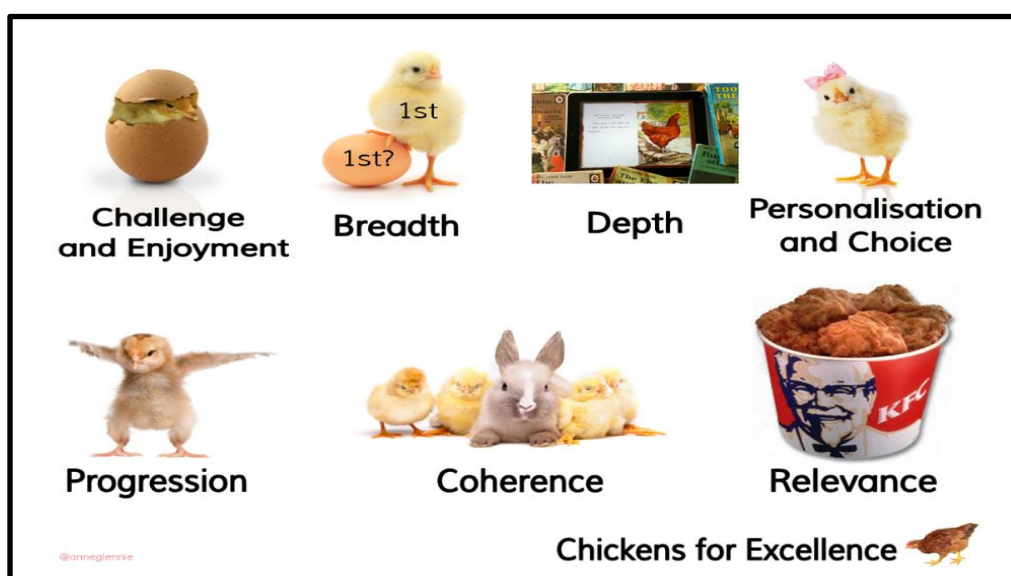 1st
1st?
Challenge
and Enjoyment
Breadth
Depth
Personalisation
and Choice
KFC
Progression
Coherence
Relevance
@anneglennie
Chickens for Excellence